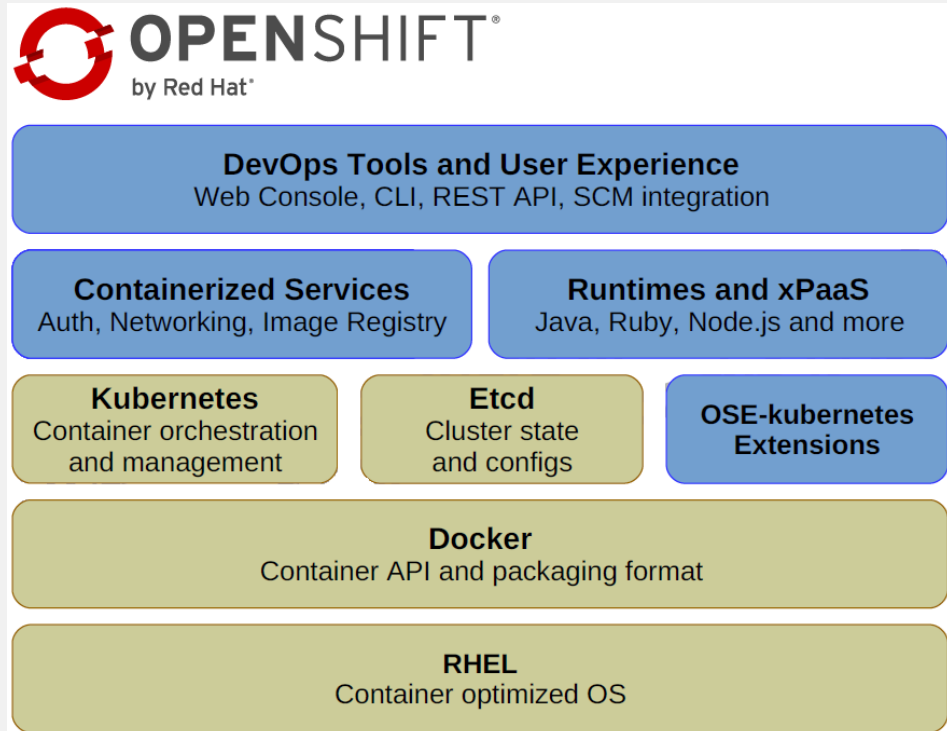 OPENSHIFT®
by Red Hat®
DevOps Tools and User Experience
Web Console, CLI, REST API, SCM integration
Containerized Services
Auth, Networking, Image Registry
Runtimes and xPaaS
Java, Ruby, Node.js and more
Kubernetes
Container orchestration
and management
Etcd
Cluster state
and configs
OSE-kubernetes
Extensions
Docker
Container API and packaging format
RHEL
Container optimized OS